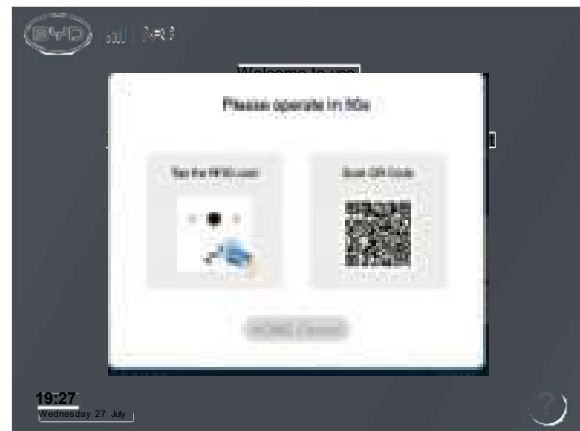 BYD
Welcome to use
Please operate in
Tap the RFID card
Scan QR Code
19:27
Wednesday 27 July
?